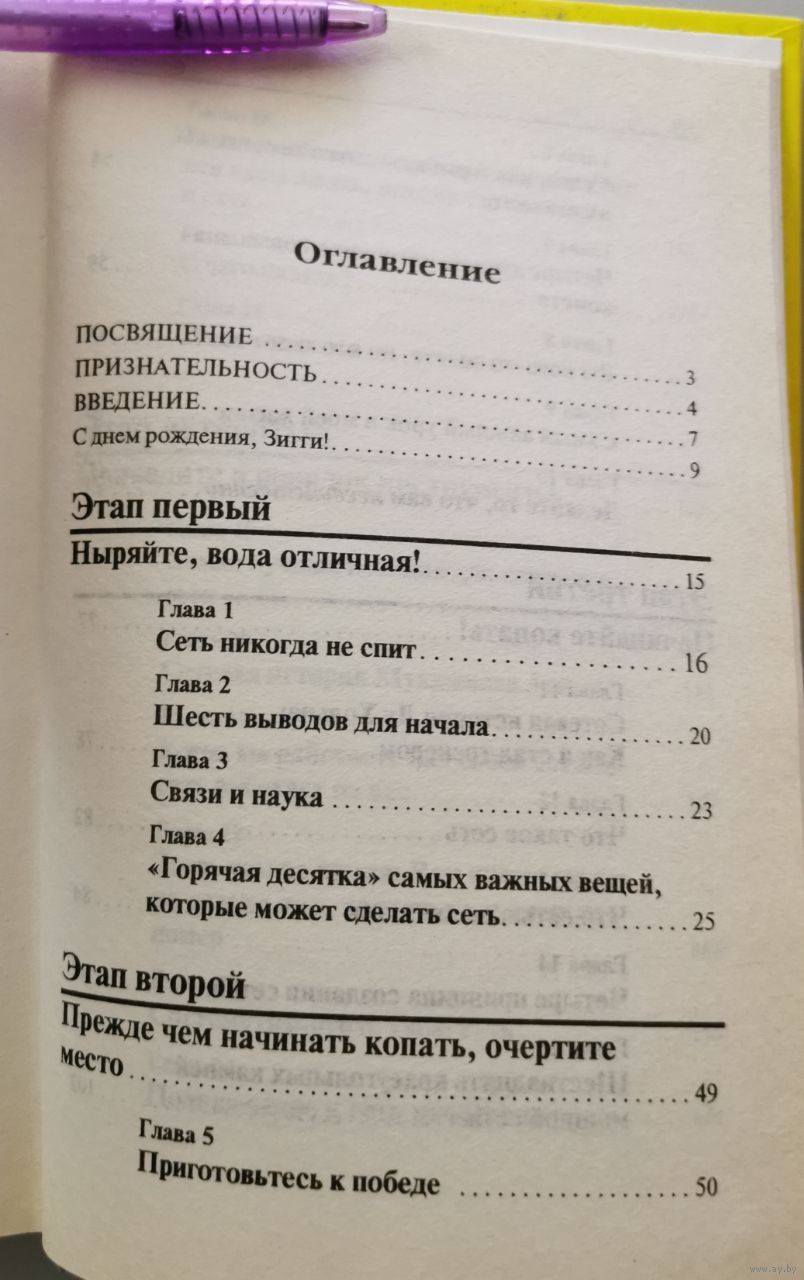 Оглавление
ПОСВЯЩЕНИЕ ........ 3
ПРИЗНАТЕЛЬНОСТЬ ........ 4
ВВЕДЕНИЕ ........ 7
С днем рождения, Зигги! ........ 9
Этап первый
Ныряйте, вода отличная! ........ 15
Глава 1
Сеть никогда не спит ........ 16
Глава 2
Шесть выводов для начала ........ 20
Глава 3
Связи и наука ........ 23
Глава 4
«Горячая десятка» самых важных вещей,
которые может сделать сеть ........ 25
Этап второй
Прежде чем начинать копать, очертите
место ........ 49
Глава 5
Приготовьтесь к победе ........ 50
www.ay.by